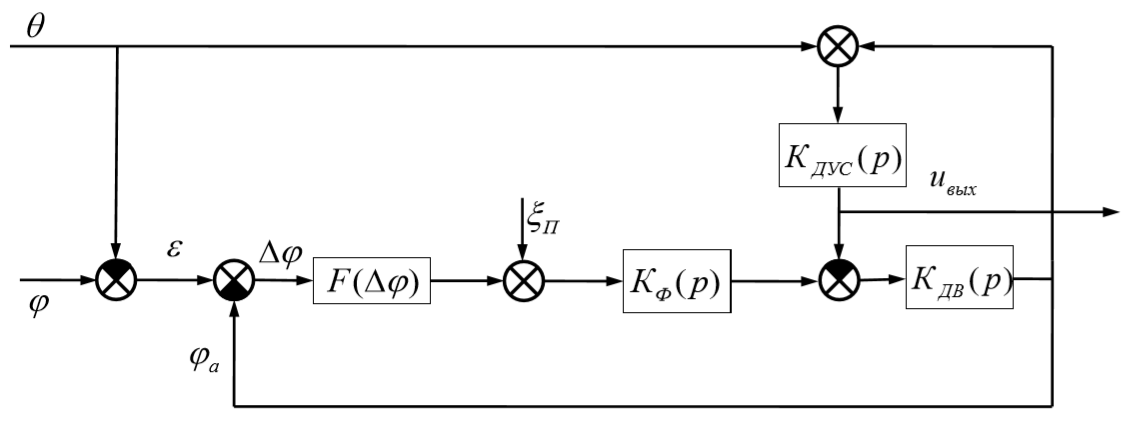 θ
K_ДУС(p)
u_вых
ε
Δφ
ξ_П
F(Δφ)
K_Ф(p)
K_ДВ(p)
φ
φ_a